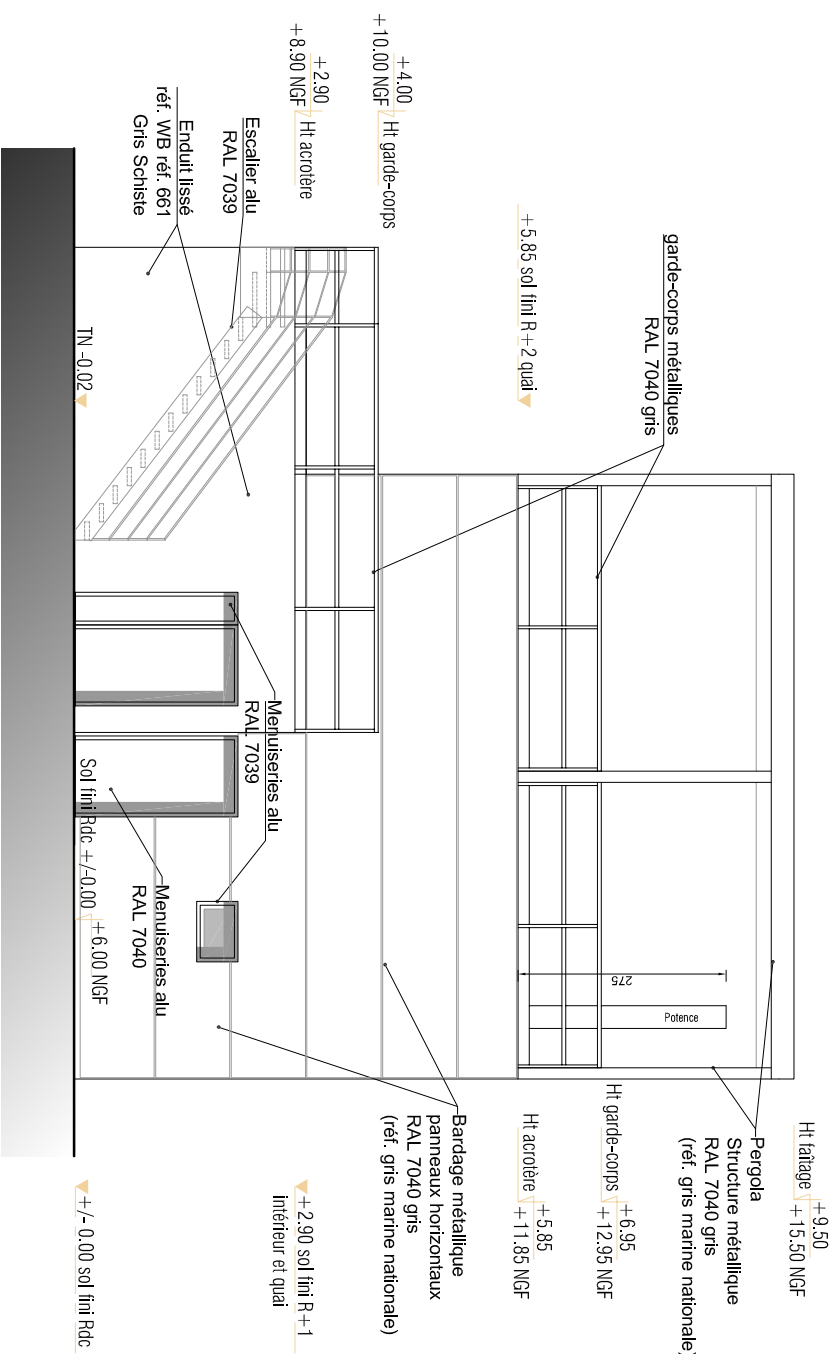 +9.50
Ht faîtage
+15.50 NGF
Pergola
Structure métallique
RAL 7040 gris
(réf. gris marine nationale)
garde-corps métalliques
RAL 7040 gris
+6.95
Ht garde-corps
+12.95 NGF
Potence
275
+5.85 sol fini R+2 quai
+5.85
Ht acrotère
+11.85 NGF
+4.00
+10.00 NGF
Ht garde-corps
Bardage métallique
panneaux horizontaux
RAL 7040 gris
(réf. gris marine nationale)
+2.90
+8.90 NGF
Ht acrotère
+2.90 sol fini R+1
intérieur et quai
Escalier alu
RAL 7039
Menuiseries alu
RAL 7039
Enduit lissé
réf. WB réf. 661
Gris Schiste
Menuiseries alu
RAL 7040
TN -0.02
Sol fini Rdc +/-0.00
+6.00 NGF
+/- 0.00 sol fini Rdc